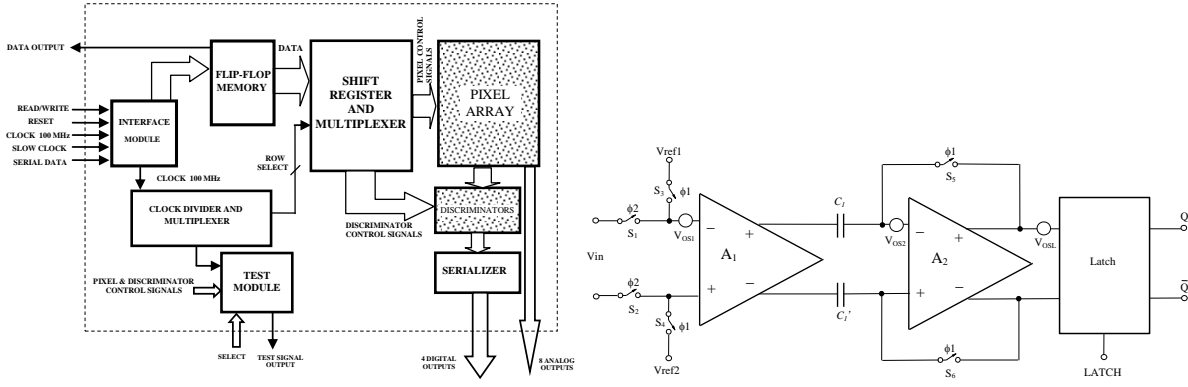 DATA OUTPUT
READ/WRITE
RESET
CLOCK 100 MHz
SLOW CLOCK
SERIAL DATA
INTERFACE
MODULE
FLIP-FLOP
MEMORY
DATA
SHIFT
REGISTER
AND
MULTIPLEXER
PIXEL CONTROL
SIGNALS
PIXEL
ARRAY
CLOCK 100 MHz
ROW
SELECT
CLOCK DIVIDER AND
MULTIPLEXER
DISCRIMINATOR
CONTROL SIGNALS
DISCRIMINATORS
SERIALIZER
PIXEL & DISCRIMINATOR
CONTROL SIGNALS
TEST
MODULE
SELECT
TEST SIGNAL
OUTPUT
4 DIGITAL
OUTPUTS
8 ANALOG
OUTPUTS
Vref1
S3 ϕ1
ϕ2
S1
VOS1
Vin
ϕ2
S2
S4 ϕ1
Vref2
− +
A1
+ −
C1
C1'
ϕ1
S5
VOS2
− +
A2
+ −
ϕ1
S6
VOSL
Latch
Q
Q̅
LATCH